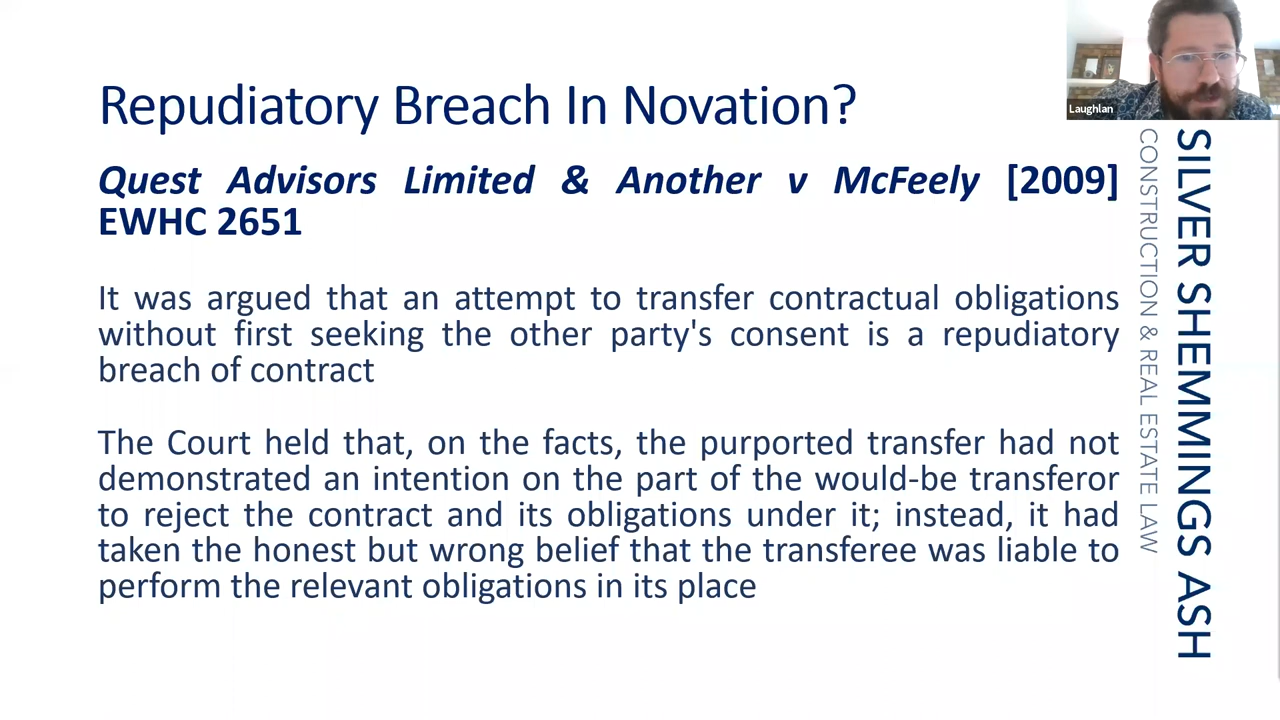 Repudiatory Breach In Novation?
Quest Advisors Limited & Another v McFeely [2009]
EWHC 2651
It was argued that an attempt to transfer contractual obligations
without first seeking the other party's consent is a repudiatory
breach of contract
The Court held that, on the facts, the purported transfer had not
demonstrated an intention on the part of the would-be transferor
to reject the contract and its obligations under it; instead, it had
taken the honest but wrong belief that the transferee was liable to
perform the relevant obligations in its place
Laughlan
SILVER SHEMMINGS ASH
CONSTRUCTION & REAL ESTATE LAW